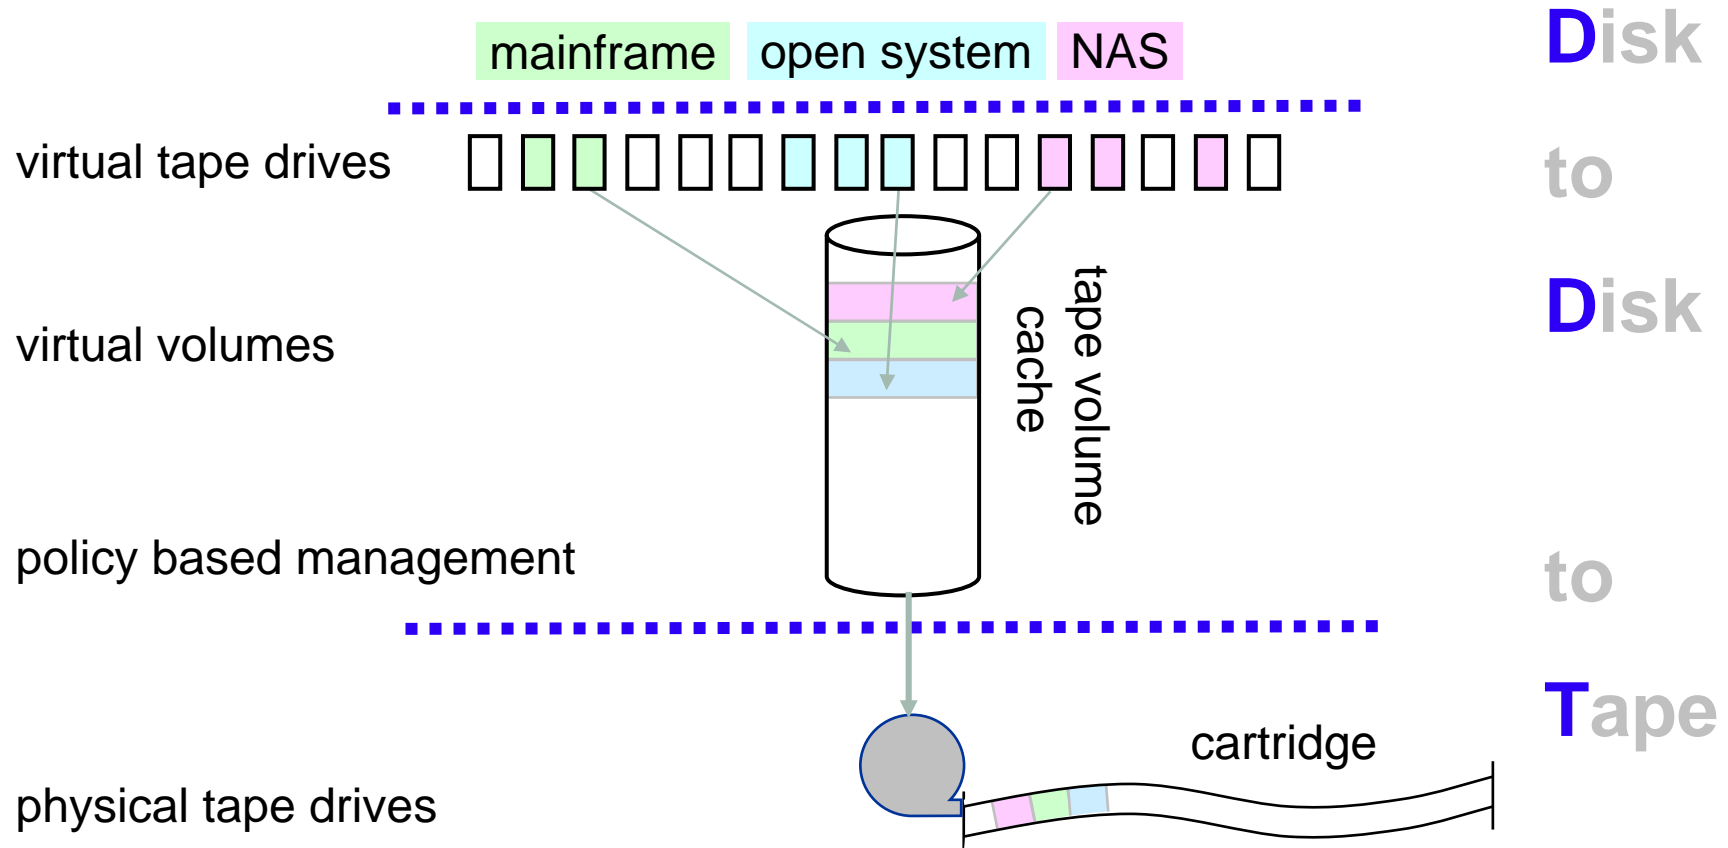 mainframe
open system
NAS
Disk
virtual tape drives
to
tape volume
cache
Disk
virtual volumes
policy based management
to
Tape
cartridge
physical tape drives